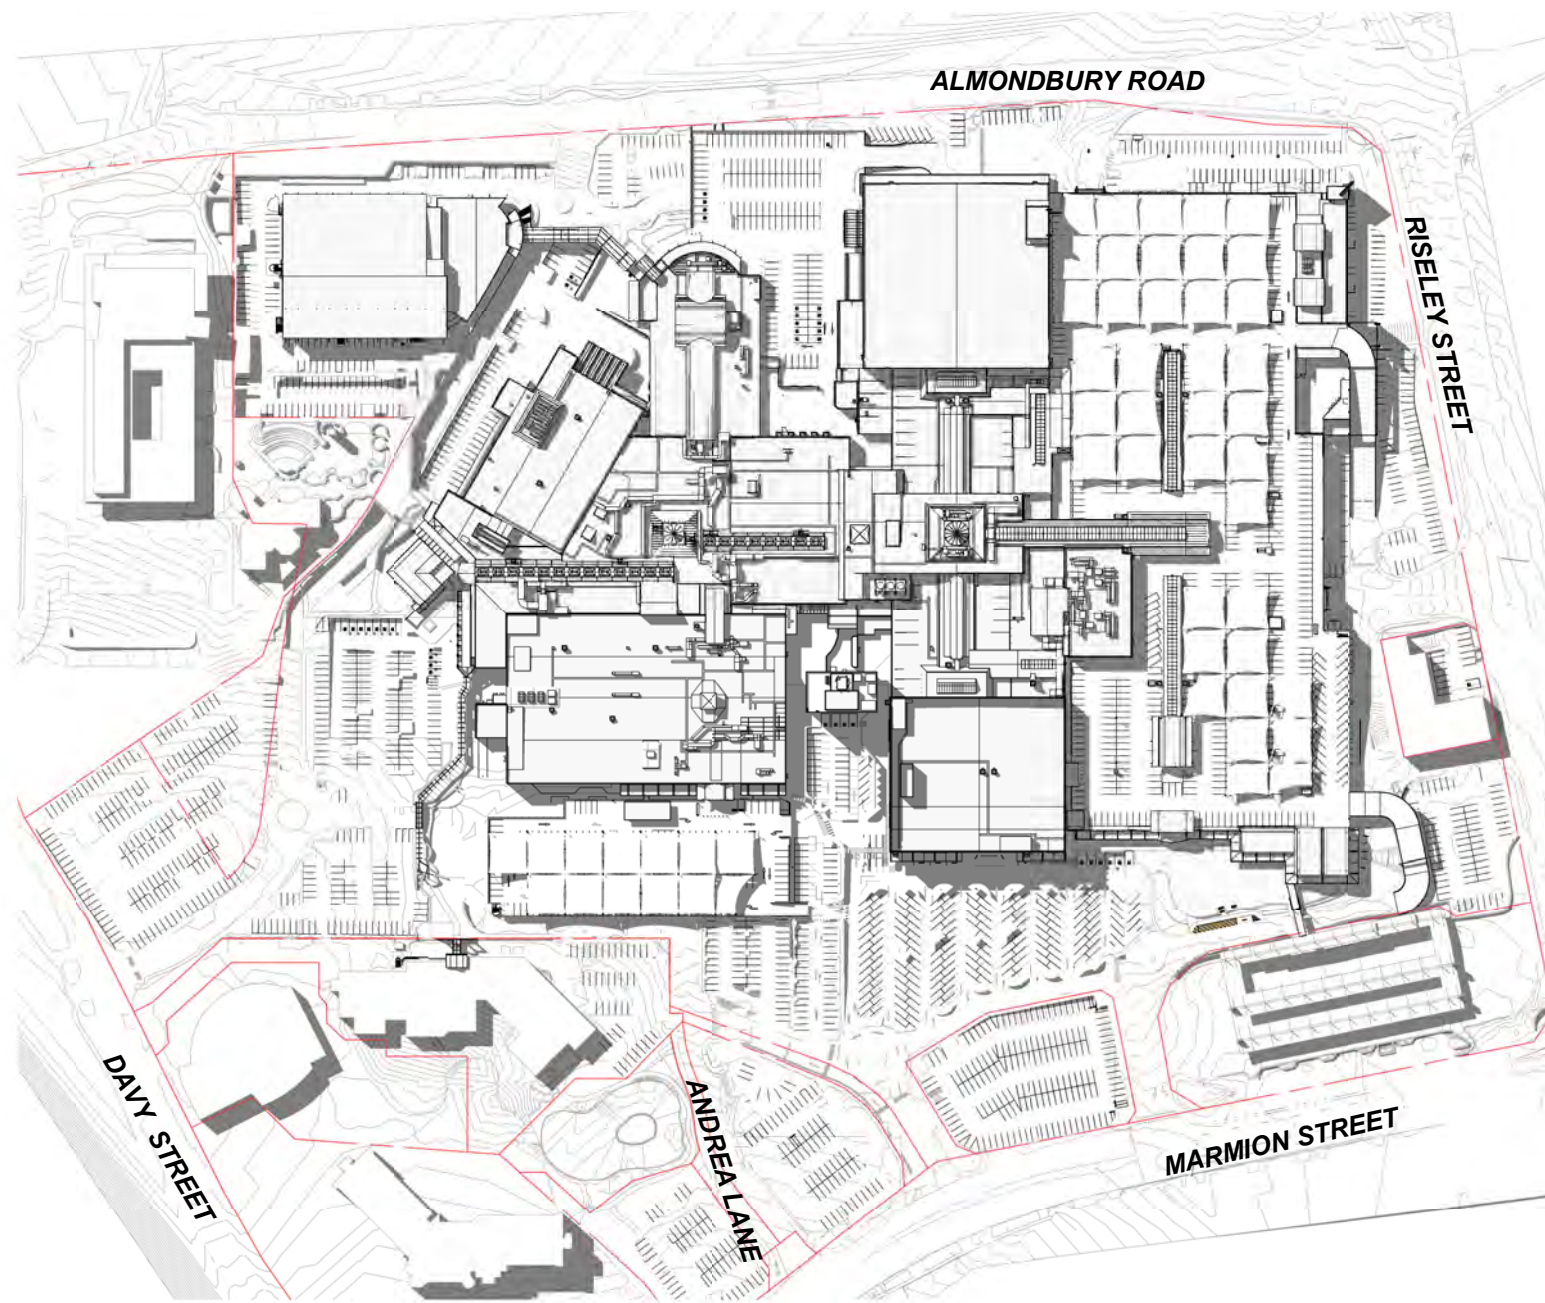 ALMONDBURY ROAD
RISELEY STREET
DAVY STREET
ANDREA LANE
MARMION STREET